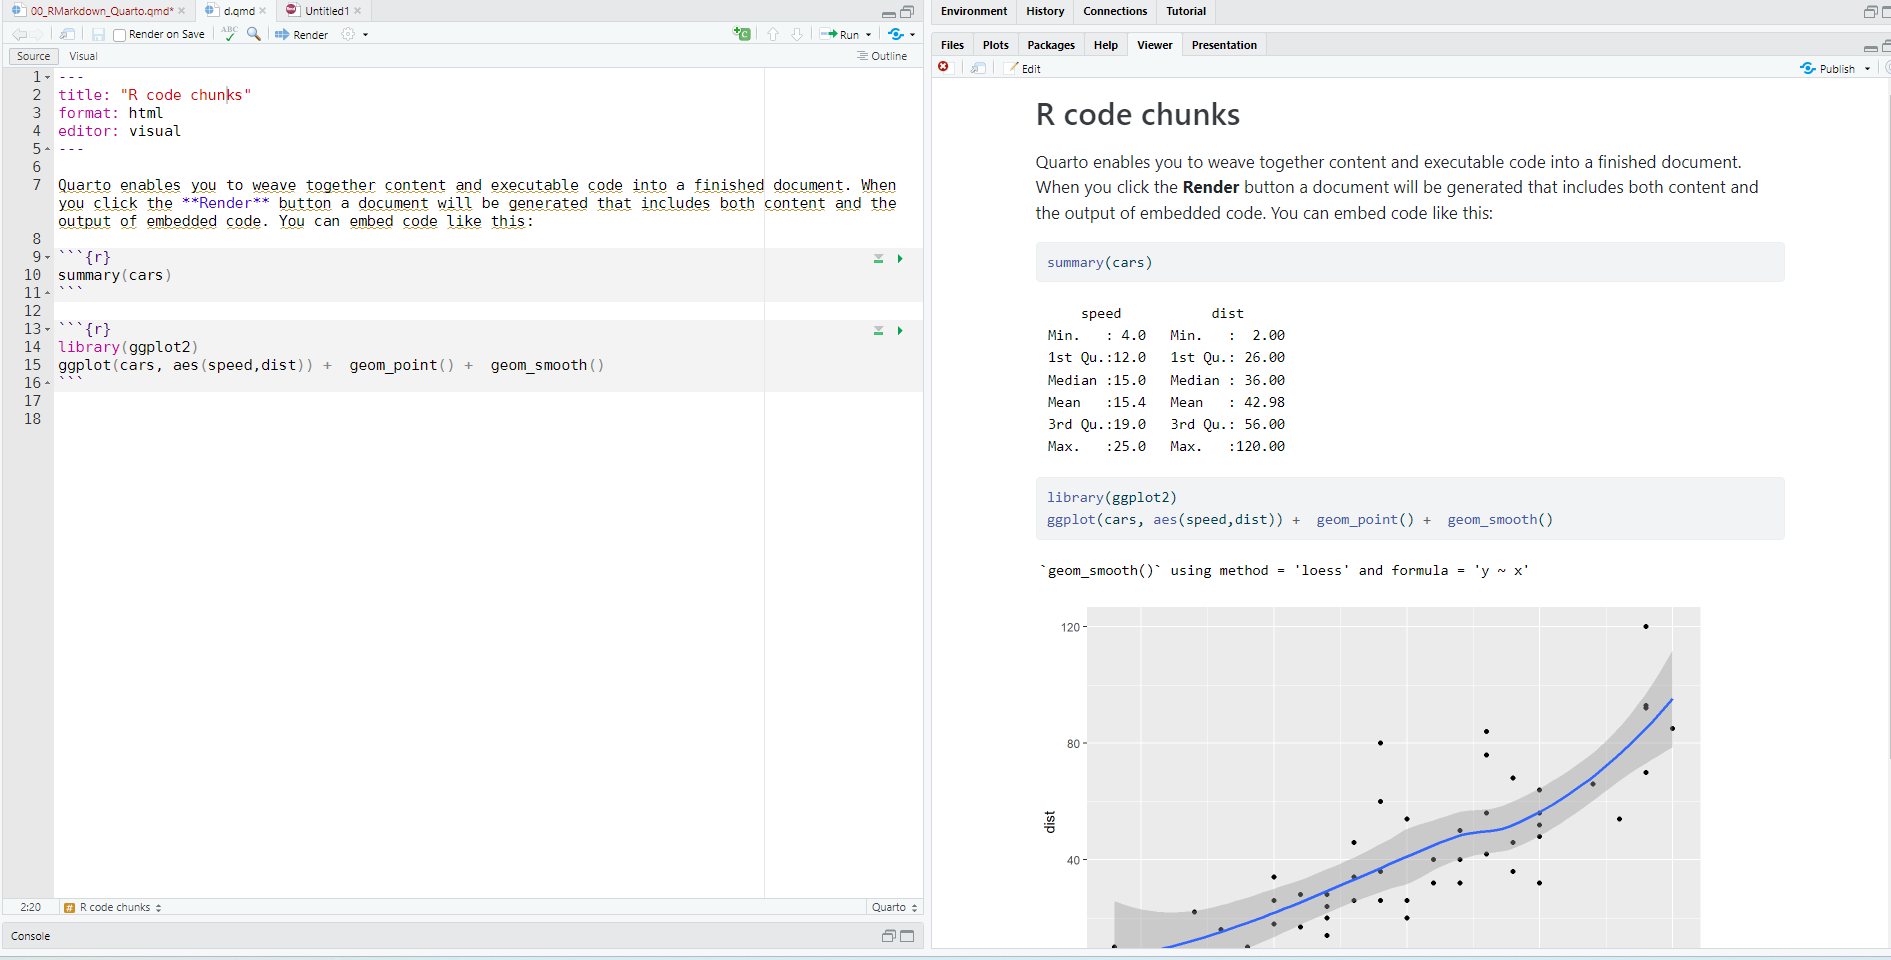 00_RMarkdown_Quarto.qmd*
d.qmd
Untitled1
Render on Save
ABC
Render
Run
Source
Visual
Outline
1 ---
2 title: "R code chunks"
3 format: html
4 editor: visual
5 ---
6
7 Quarto enables you to weave together content and executable code into a finished document. When
you click the **Render** button a document will be generated that includes both content and the
output of embedded code. You can embed code like this:
8
9 ```{r}
10 summary(cars)
11 ```
12
13 ```{r}
14 library(ggplot2)
15 ggplot(cars, aes(speed,dist)) +  geom_point() +  geom_smooth()
16 ```
17
18
2:20
# R code chunks
Quarto
Console
Environment History Connections Tutorial
Files Plots Packages Help Viewer Presentation
Edit
Publish
R code chunks
Quarto enables you to weave together content and executable code into a finished document.
When you click the Render button a document will be generated that includes both content and
the output of embedded code. You can embed code like this:
summary(cars)
speed dist
Min.   : 4.0   Min.   :  2.00
1st Qu.:12.0   1st Qu.: 26.00
Median :15.0   Median : 36.00
Mean   :15.4   Mean   : 42.98
3rd Qu.:19.0   3rd Qu.: 56.00
Max.   :25.0   Max.   :120.00
library(ggplot2)
ggplot(cars, aes(speed,dist)) +  geom_point() +  geom_smooth()
`geom_smooth()` using method = 'loess' and formula = 'y ~ x'
120
80
dist
40